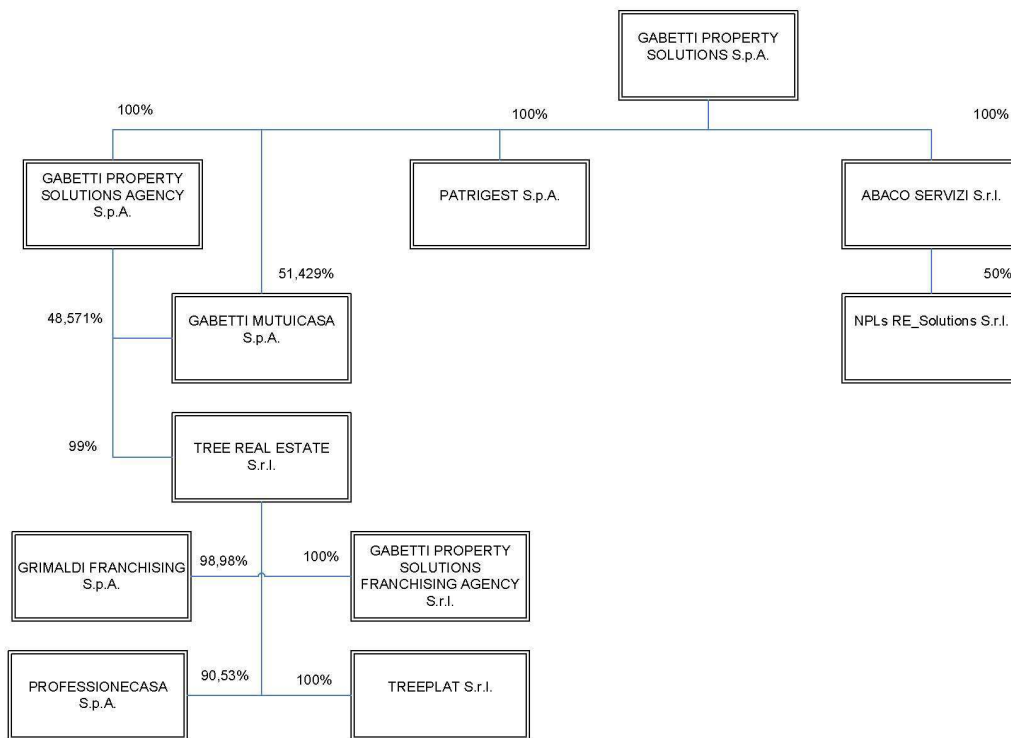 GABETTI PROPERTY
SOLUTIONS S.p.A.
100%
100%
100%
GABETTI PROPERTY
SOLUTIONS AGENCY
S.p.A.
PATRIGEST S.p.A.
ABACO SERVIZI S.r.l.
51,429%
50%
48,571%
GABETTI MUTUICASA
S.p.A.
NPLs RE_Solutions S.r.l.
99%
TREE REAL ESTATE
S.r.l.
GRIMALDI FRANCHISING
S.p.A.
98,98%
100%
GABETTI PROPERTY
SOLUTIONS
FRANCHISING AGENCY
S.r.l.
PROFESSIONECASA
S.p.A.
90,53%
100%
TREEPLAT S.r.l.